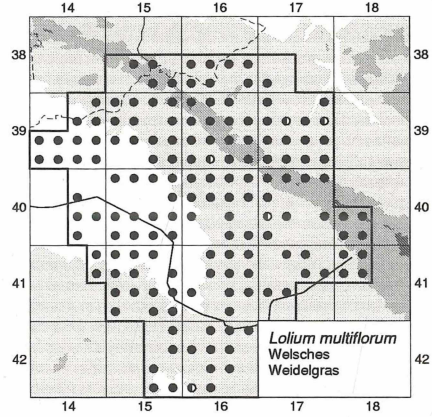 14 15 16 17 18
38 38
39 39
40 40
41 41
Lolium multiflorum
Welsches
42 42
Weidelgras
14 15 16 17 18